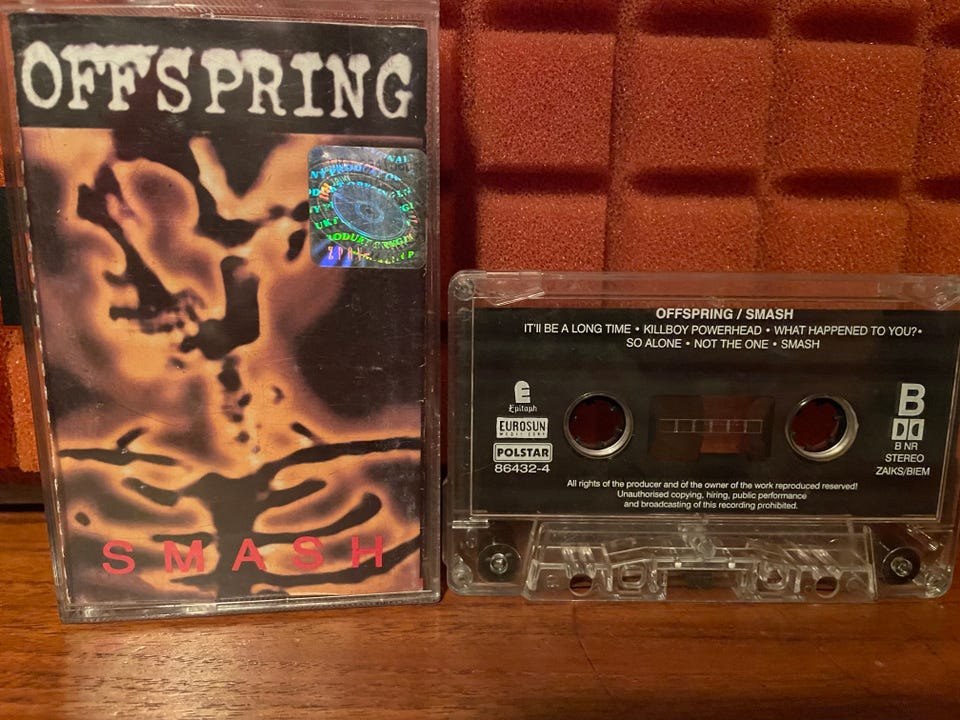 OFFSPRING
SMASH
OFFSPRING / SMASH
IT'll BE A LONG TIME • KILLBOY POWERHEAD • WHAT HAPPENED TO YOU? •
SO ALONE • NOT THE ONE • SMASH
Epitaph
EUROSUN
POLSTAR
86432-4
B
B NR
STEREO
ZAIKS/BIEM
All rights of the producer and of the owner of the work reproduced reserved!
Unauthorised copying, hiring, public performance
and broadcasting of this recording prohibited.